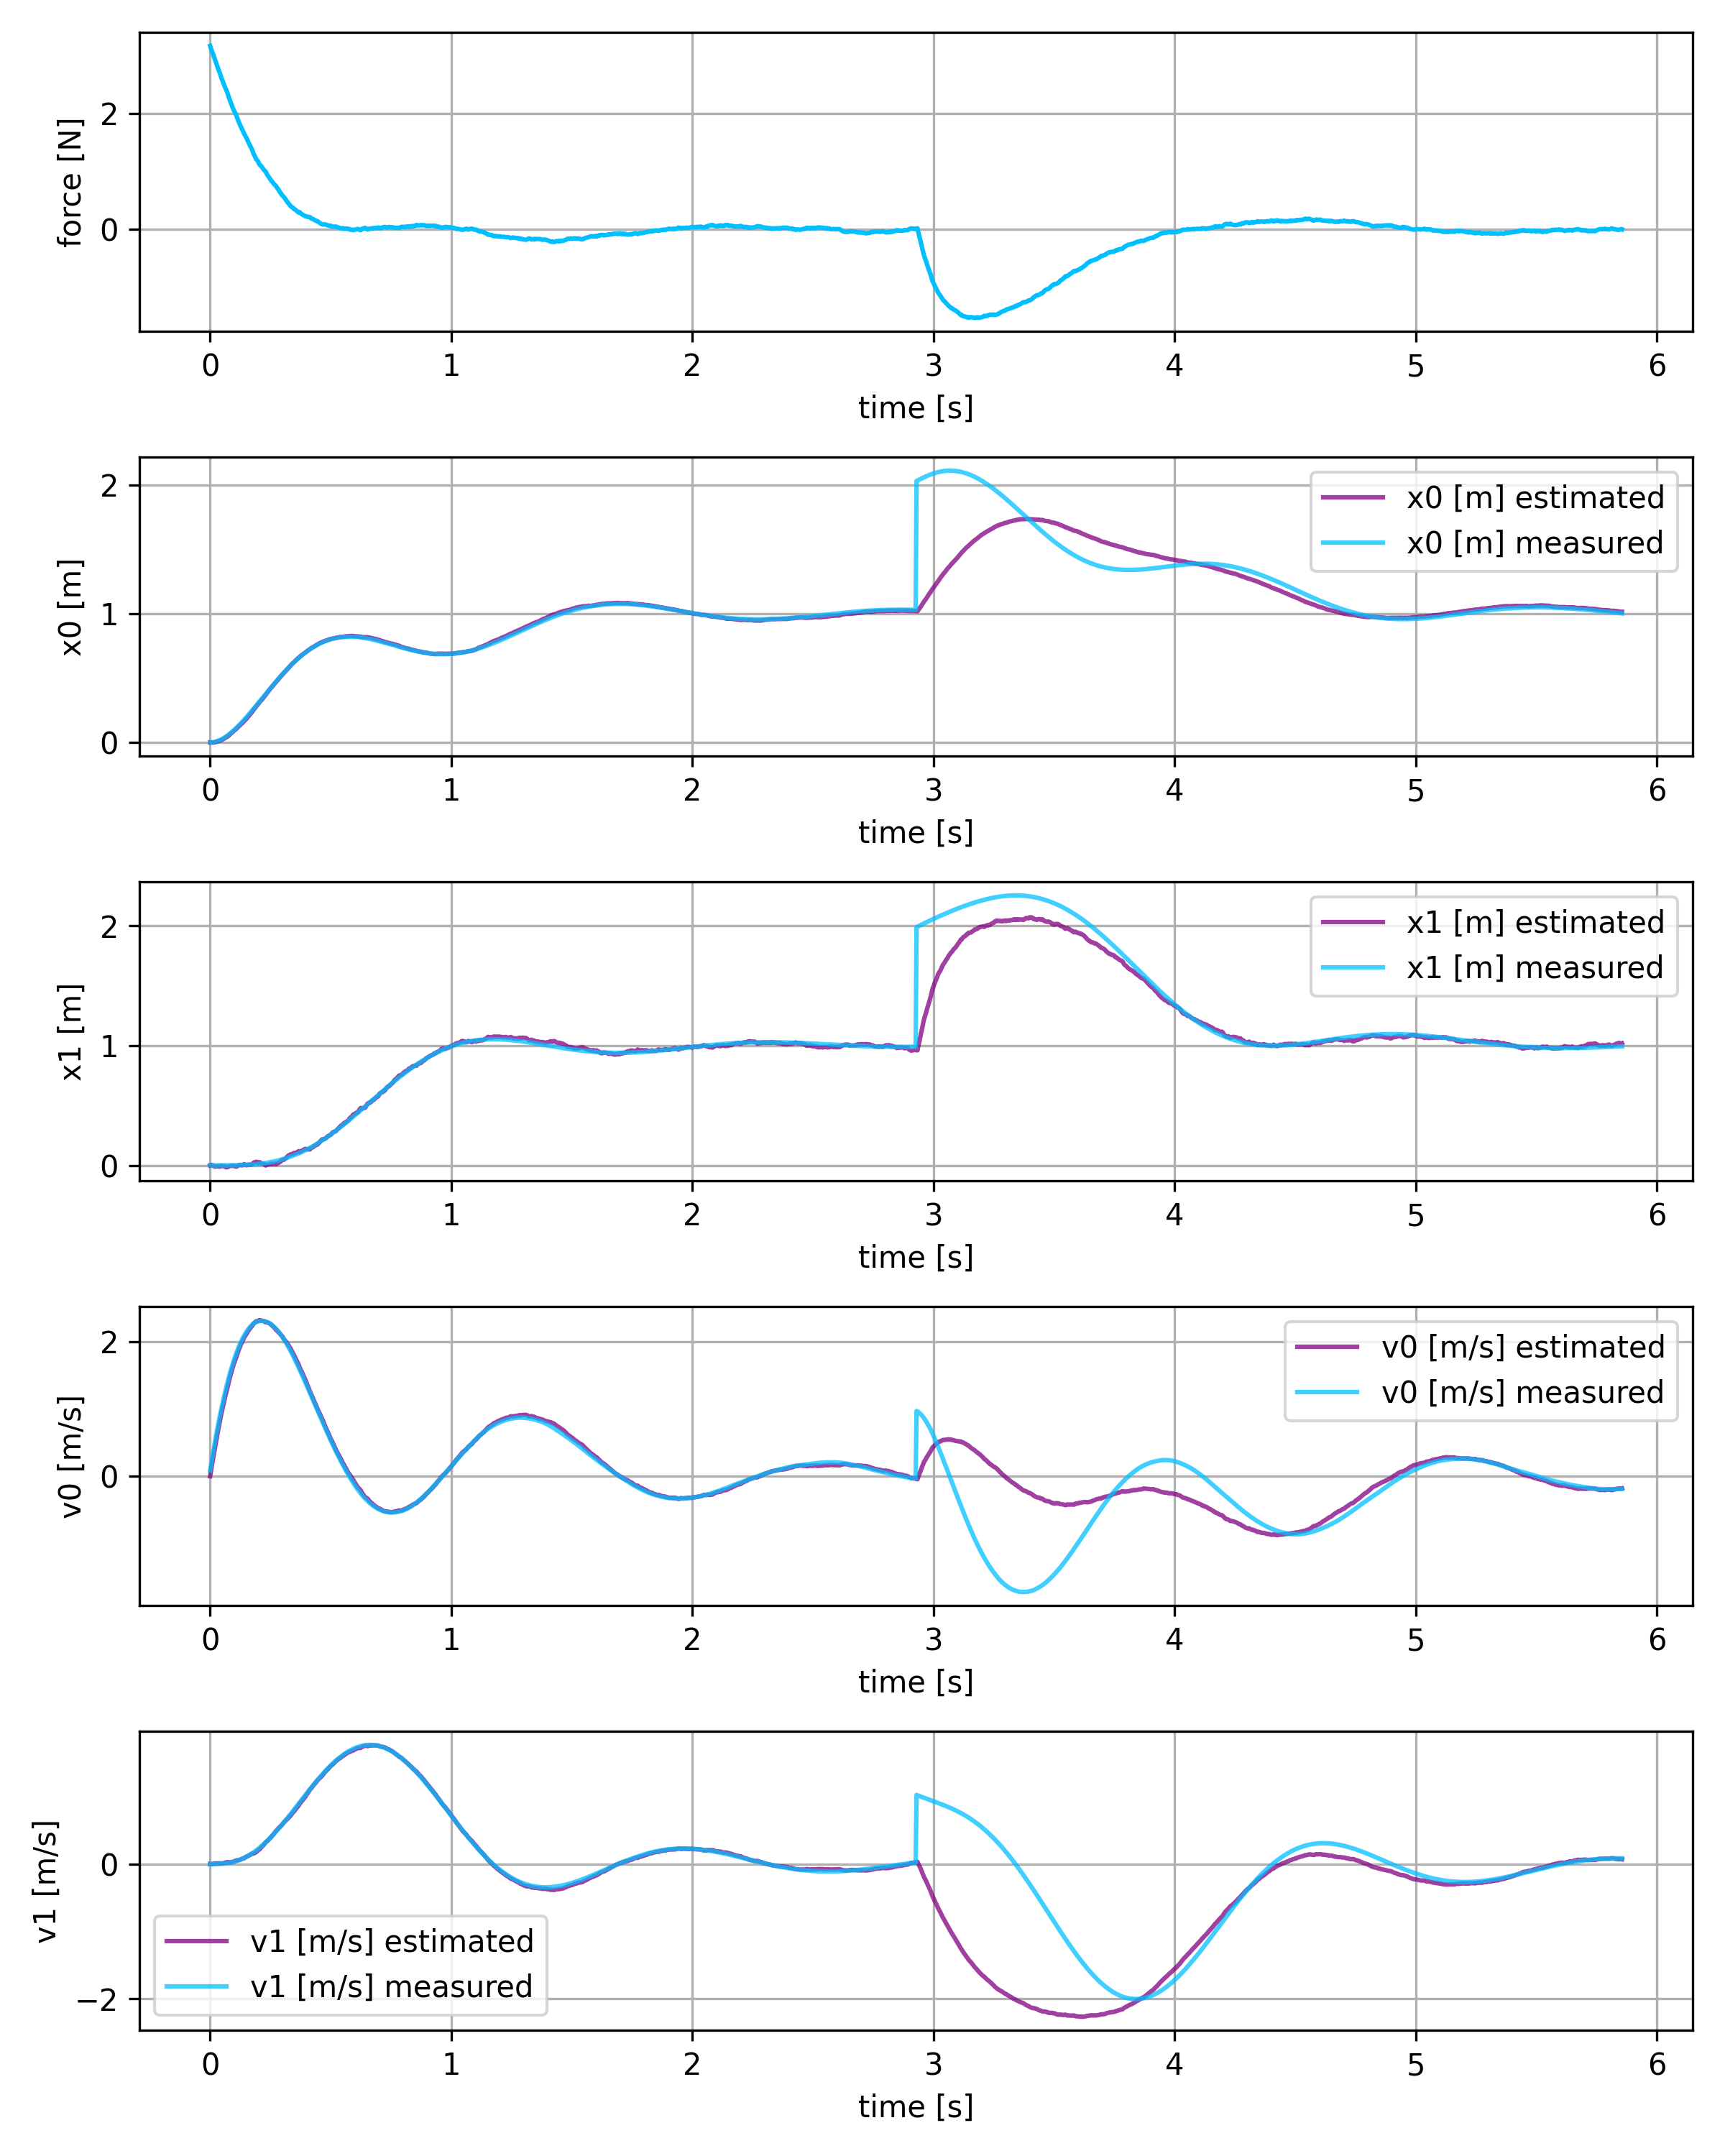 2
0
force [N]
0 1 2 3 4 5 6
time [s]
2
1
0
x0 [m]
x0 [m] estimated
x0 [m] measured
0 1 2 3 4 5 6
time [s]
2
1
0
x1 [m]
x1 [m] estimated
x1 [m] measured
0 1 2 3 4 5 6
time [s]
2
0
v0 [m/s]
v0 [m/s] estimated
v0 [m/s] measured
0 1 2 3 4 5 6
time [s]
0
−2
v1 [m/s]
v1 [m/s] estimated
v1 [m/s] measured
0 1 2 3 4 5 6
time [s]